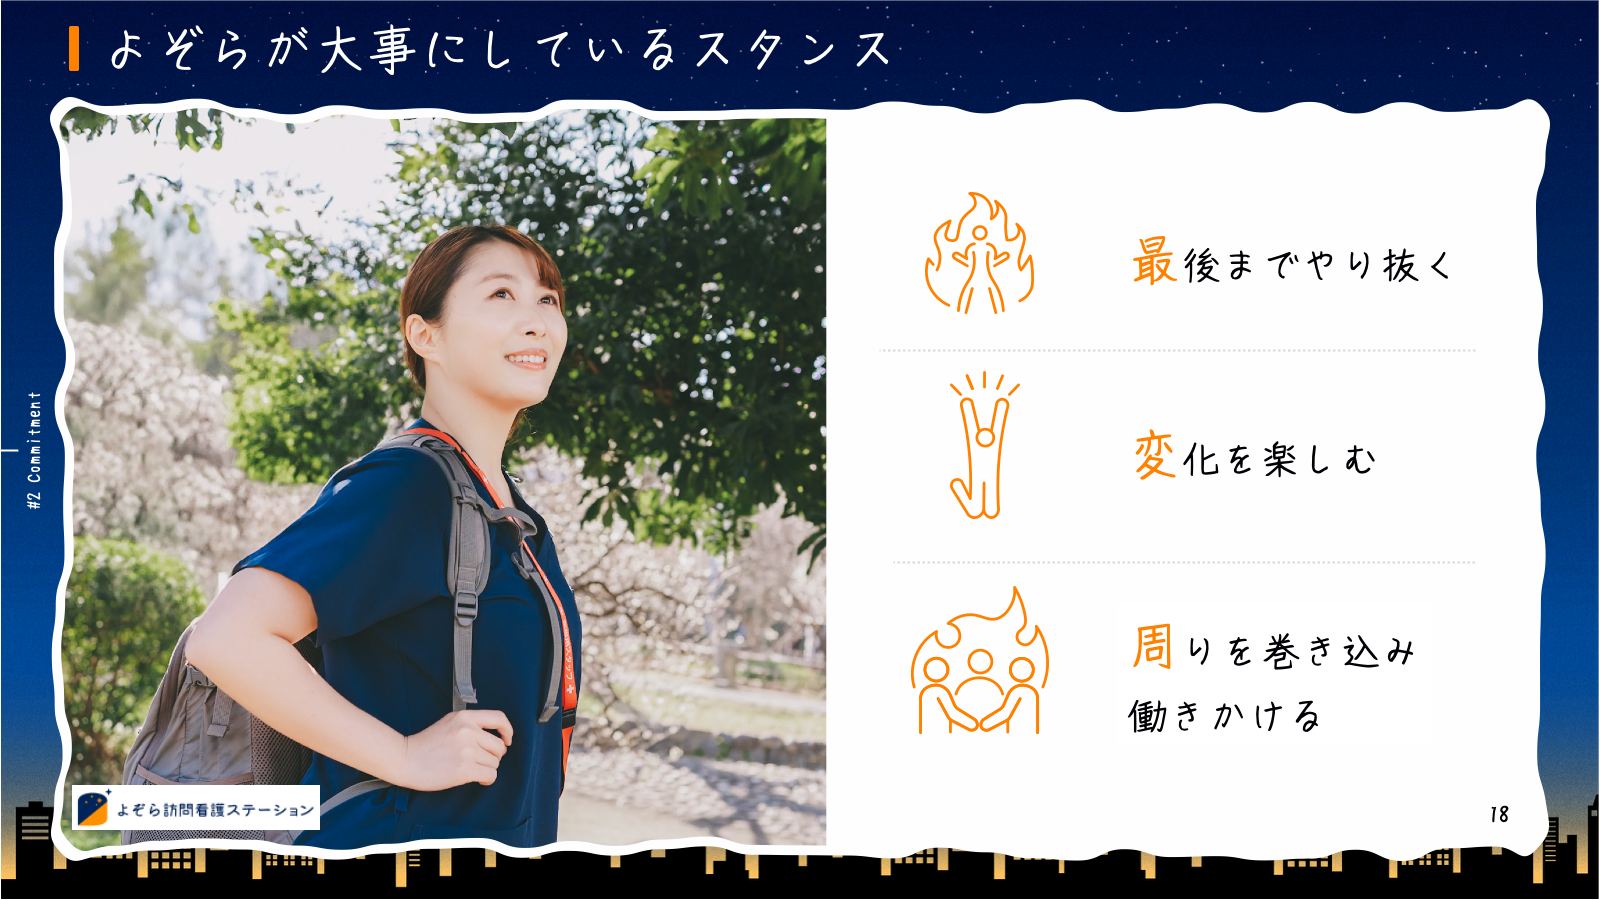 よぞらが大事にしているスタンス
#2 Commitment
最後までやり抜く
変化を楽しむ
周りを巻き込み
働きかける
よぞら訪問看護ステーション
18